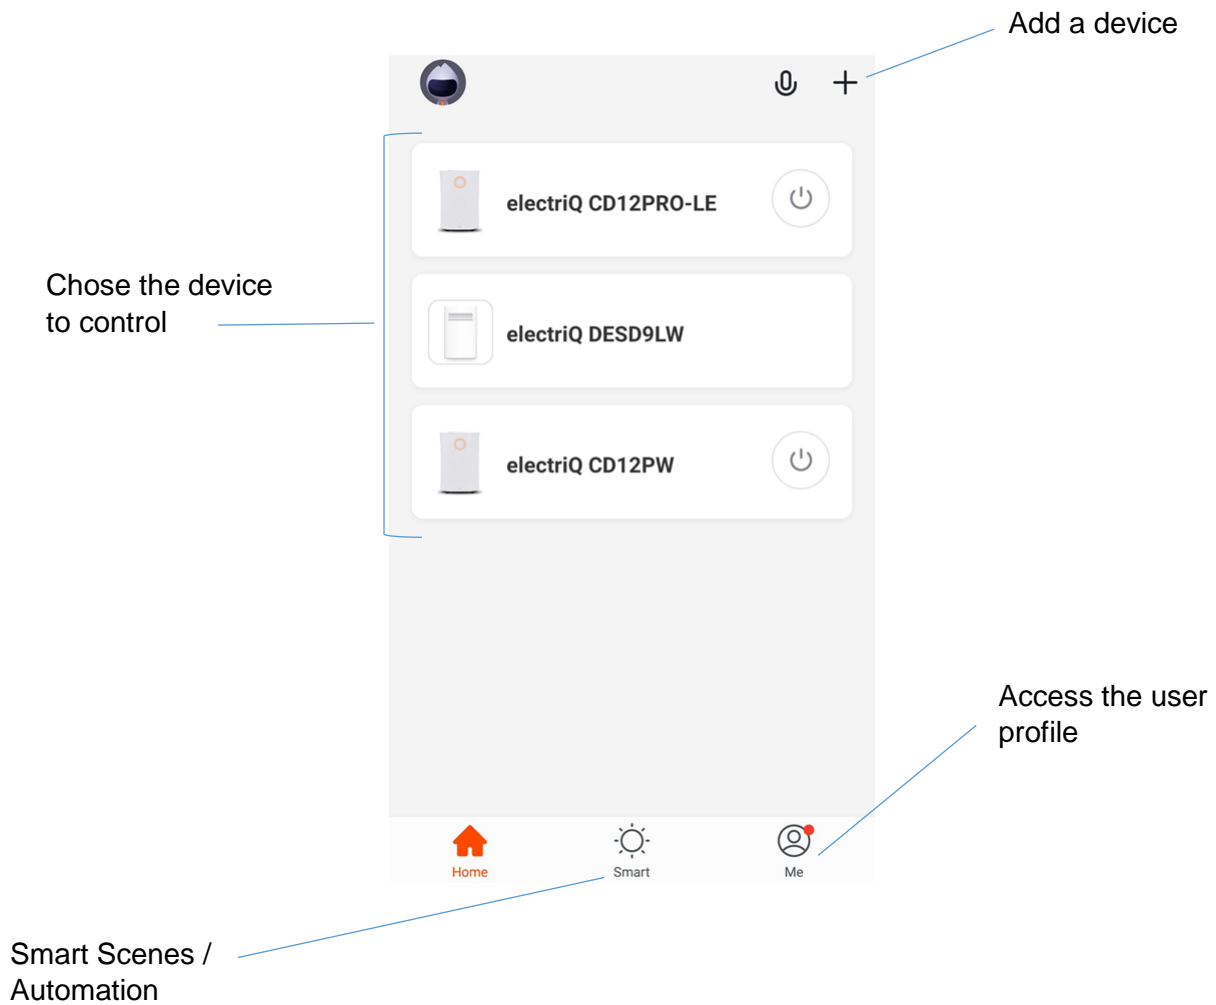 Add a device
electriQ CD12PRO-LE
Chose the device
to control
electriQ DESD9LW
electriQ CD12PW
Access the user
profile
Home
Smart
Me
Smart Scenes /
Automation